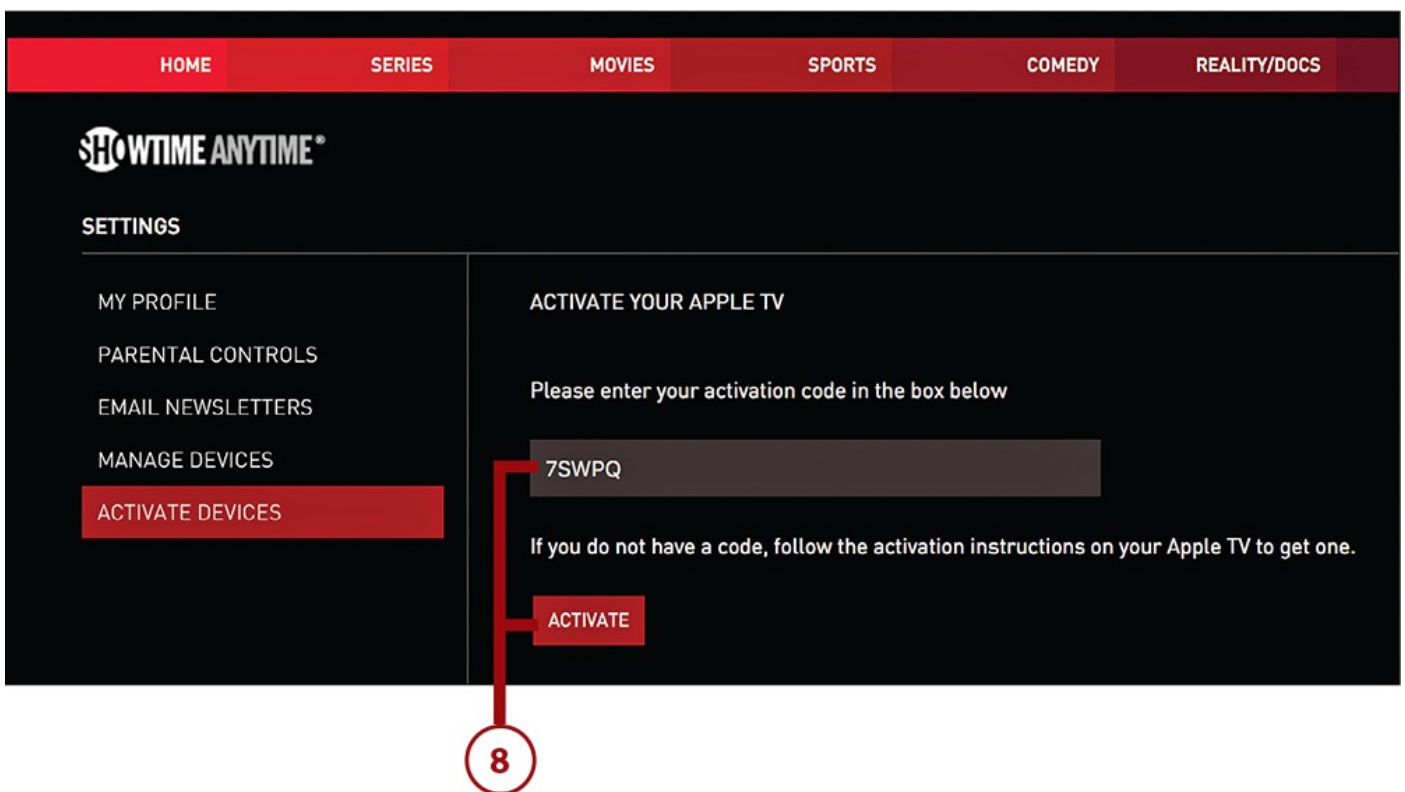 HOME SERIES MOVIES SPORTS COMEDY REALITY/DOCS
SHOWTIME ANYTIME®
SETTINGS
MY PROFILE
PARENTAL CONTROLS
EMAIL NEWSLETTERS
MANAGE DEVICES
ACTIVATE DEVICES
ACTIVATE YOUR APPLE TV
Please enter your activation code in the box below
7SWPQ
If you do not have a code, follow the activation instructions on your Apple TV to get one.
ACTIVATE
8